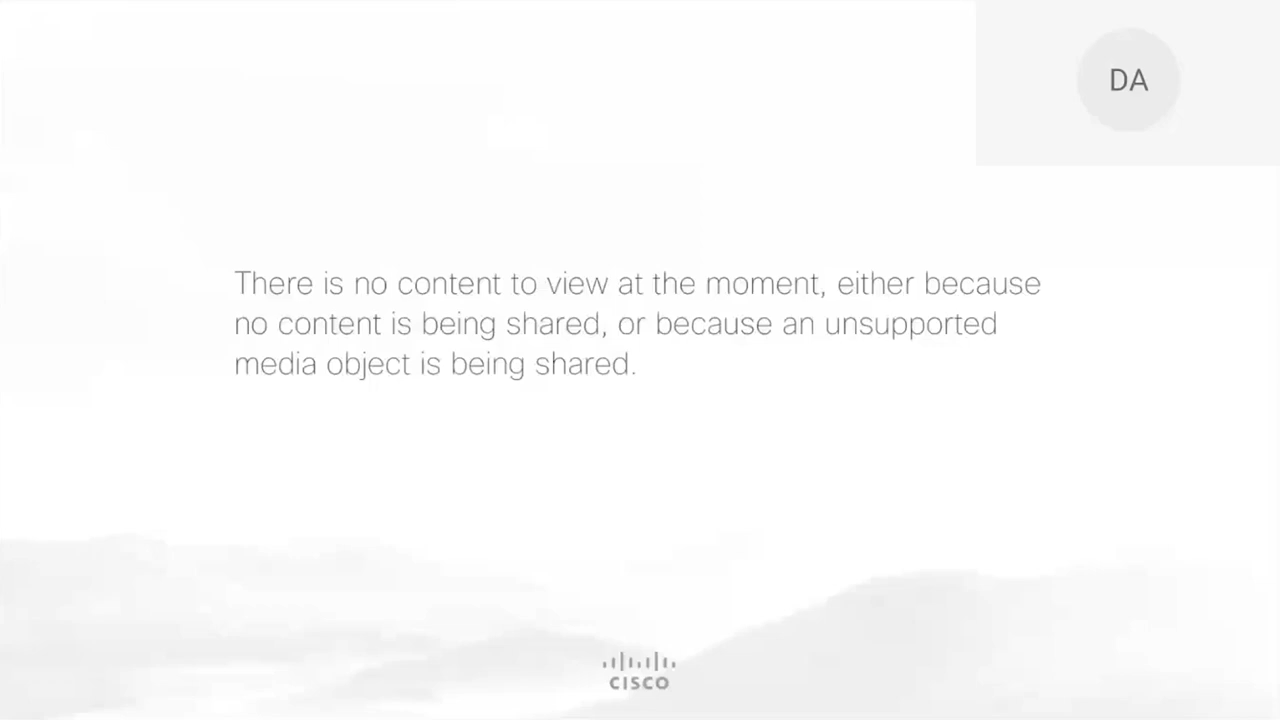 DA
There is no content to view at the moment, either because
no content is being shared, or because an unsupported
media object is being shared.
CISCO